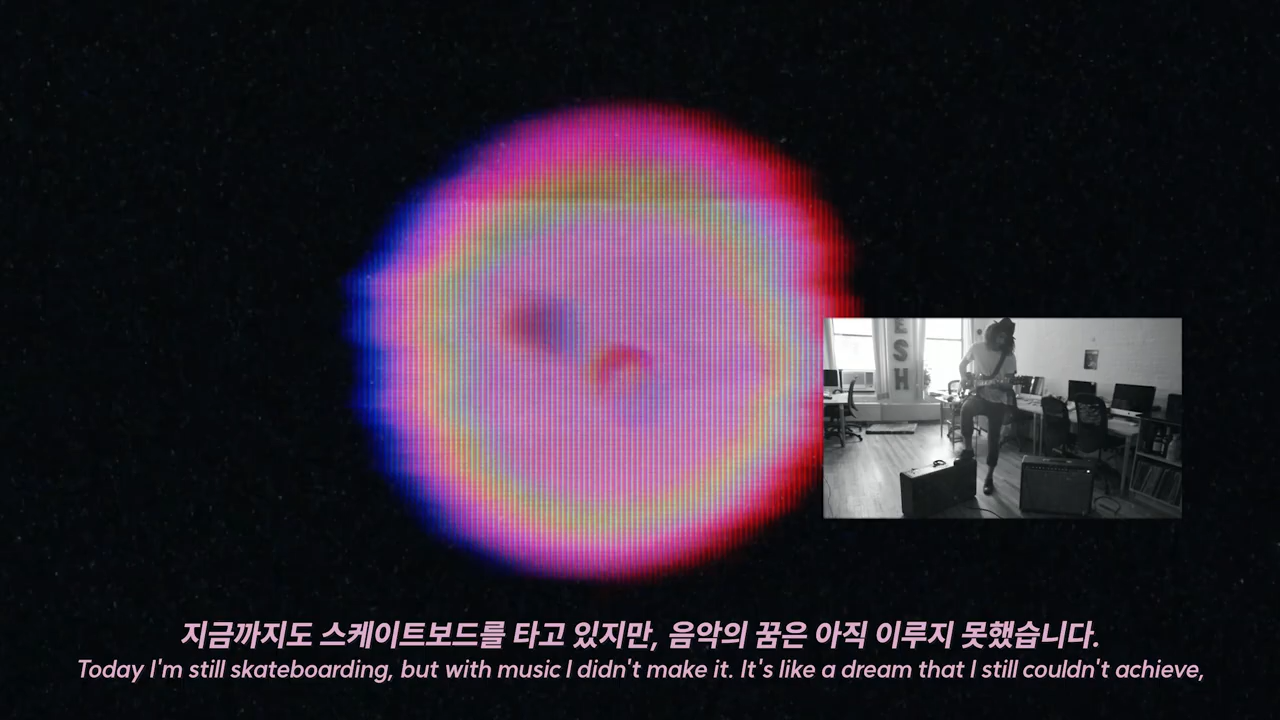 ESH
지금까지도 스케이트보드를 타고 있지만, 음악의 꿈은 아직 이루지 못했습니다.
Today I'm still skateboarding, but with music I didn't make it. It's like a dream that I still couldn't achieve,